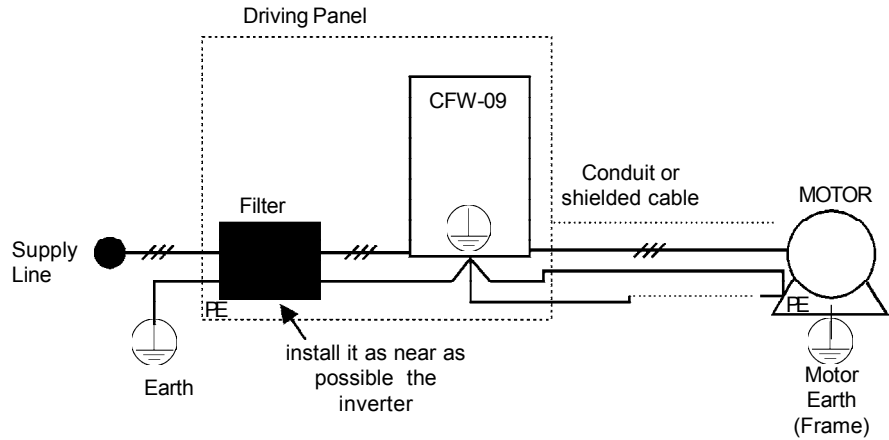 Driving Panel
CFW-09
Conduit or
shielded cable
MOTOR
Filter
Supply
Line
PE
PE
install it as near as
possible the
inverter
Earth
Motor
Earth
(Frame)